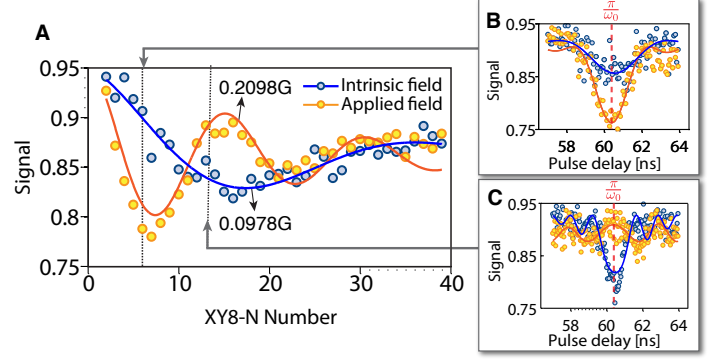 A
0.95
0.9
0.85
0.8
0.75
Signal
0 10 20 30 40
XY8-N Number
0.2098G
0.0978G
Intrinsic field
Applied field
B
π
ω0
0.95
0.85
0.75
Signal
58 60 62 64
Pulse delay [ns]
C
π
ω0
0.95
0.85
0.75
Signal
58 60 62 64
Pulse delay [ns]